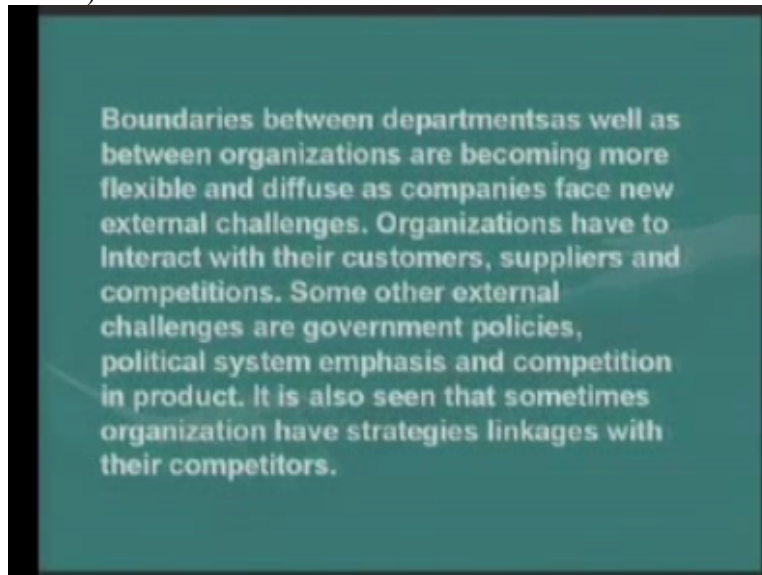 Boundaries between departmentsas well as
between organizations are becoming more
flexible and diffuse as companies face new
external challenges. Organizations have to
Interact with their customers, suppliers and
competitions. Some other external
challenges are government policies,
political system emphasis and competition
in product. It is also seen that sometimes
organization have strategies linkages with
their competitors.